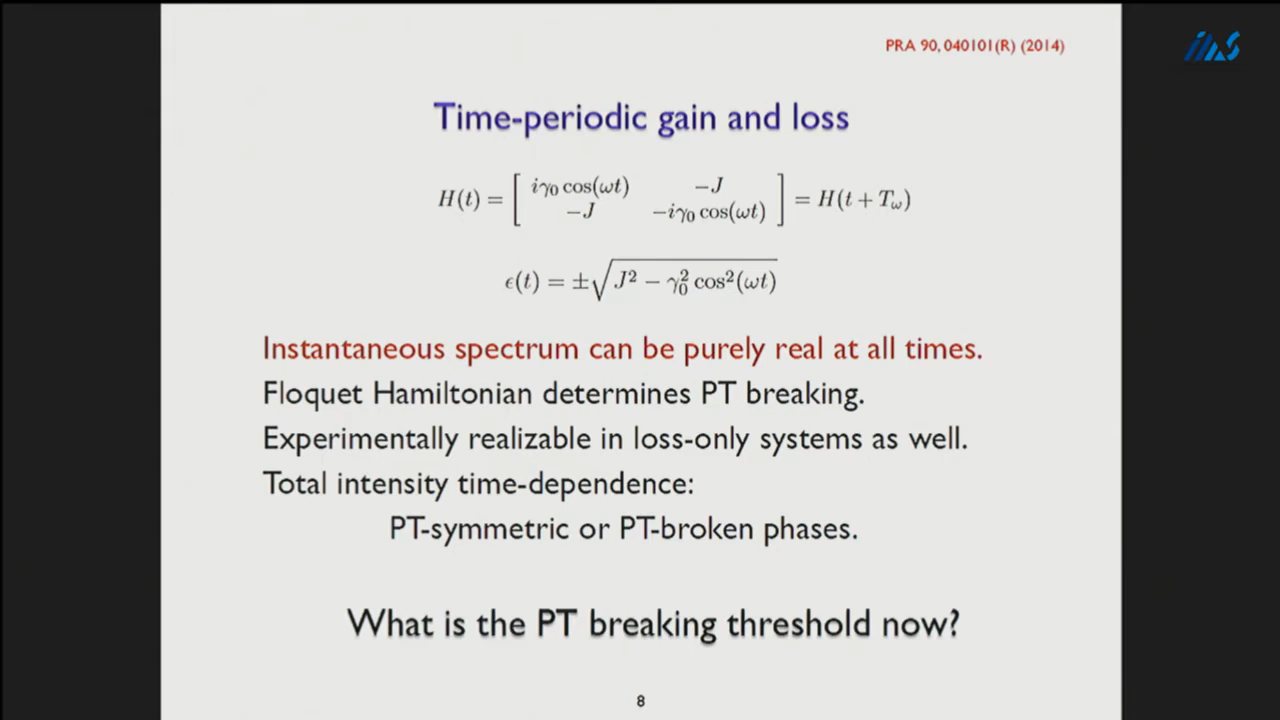 PRA 90, 040101(R) (2014)
IMS
Time-periodic gain and loss
H(t) = [ iγ₀ cos(ωt) −J
−J −iγ₀ cos(ωt) ] = H(t + T_ω)
ϵ(t) = ±√(J² − γ₀² cos²(ωt))
Instantaneous spectrum can be purely real at all times.
Floquet Hamiltonian determines PT breaking.
Experimentally realizable in loss-only systems as well.
Total intensity time-dependence:
PT-symmetric or PT-broken phases.
What is the PT breaking threshold now?
8